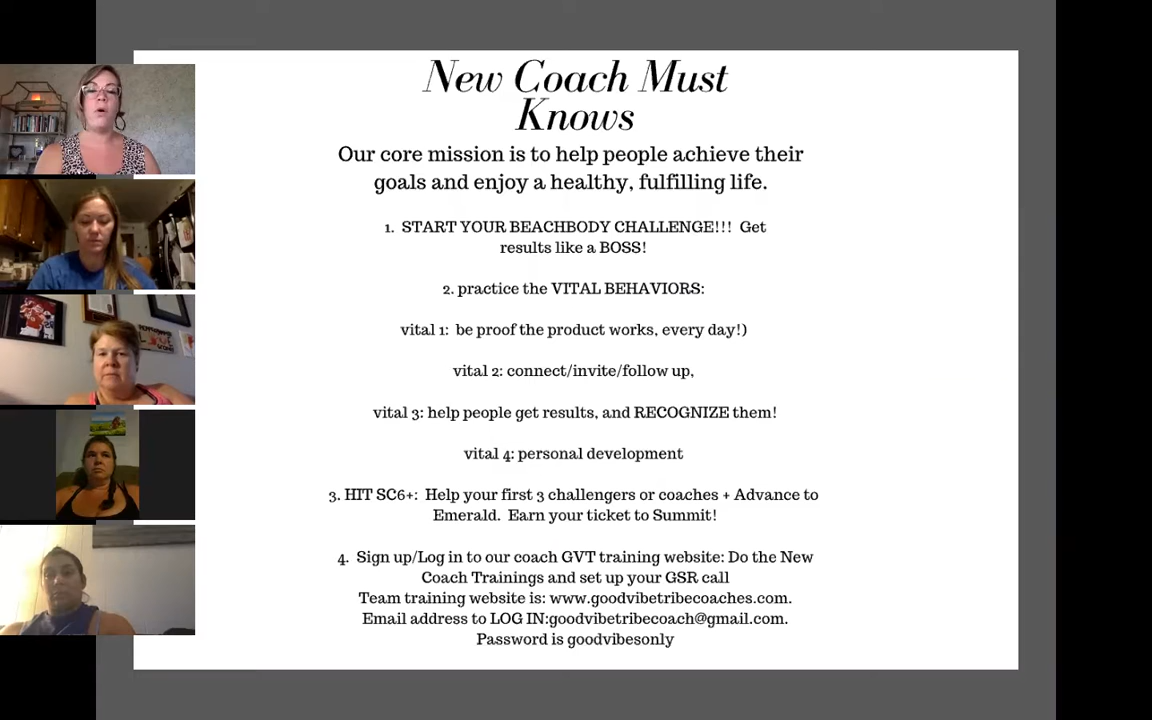 New Coach Must
Knows
Our core mission is to help people achieve their
goals and enjoy a healthy, fulfilling life.
1. START YOUR BEACHBODY CHALLENGE!!! Get
results like a BOSS!
2. practice the VITAL BEHAVIORS:
vital 1: be proof the product works, every day!)
vital 2: connect/invite/follow up,
vital 3: help people get results, and RECOGNIZE them!
vital 4: personal development
3. HIT SC6+: Help your first 3 challengers or coaches + Advance to
Emerald. Earn your ticket to Summit!
4. Sign up/Log in to our coach GVT training website: Do the New
Coach Trainings and set up your GSR call
Team training website is: www.goodvibetribecoaches.com.
Email address to LOG IN:goodvibetribecoach@gmail.com.
Password is goodvibesonly